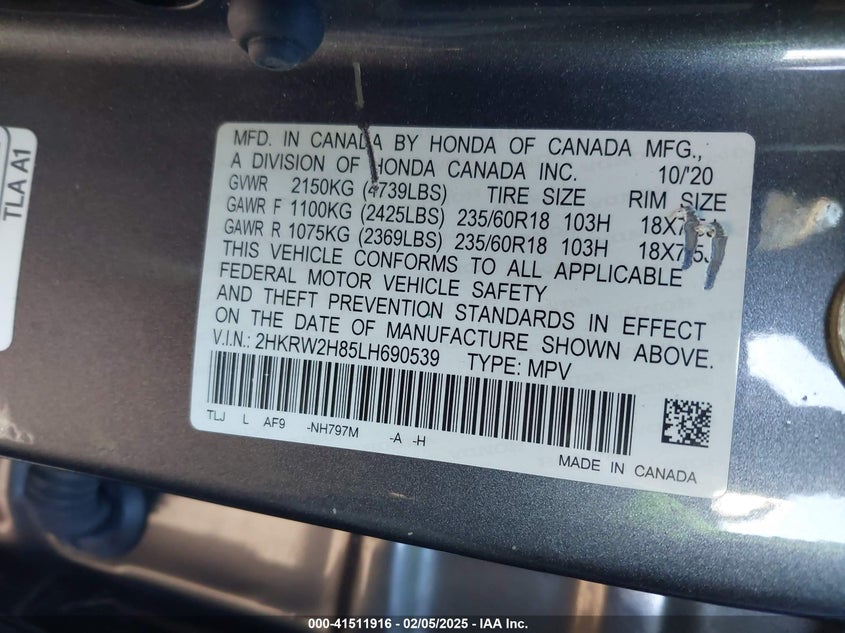 MFD. IN CANADA BY HONDA OF CANADA MFG.,
A DIVISION OF HONDA CANADA INC. 10/'20
GVWR 2150KG (4739LBS) TIRE SIZE RIM SIZE
GAWR F 1100KG (2425LBS) 235/60R18 103H
GAWR R 1075KG (2369LBS) 235/60R18 103H 18X7.5J
THIS VEHICLE CONFORMS TO ALL APPLICABLE
FEDERAL MOTOR VEHICLE SAFETY
AND THEFT PREVENTION STANDARDS IN EFFECT
ON THE DATE OF MANUFACTURE SHOWN ABOVE.
V.I.N.: 2HKRW2H85LH690539 TYPE: MPV
TLJ L AF9 -NH797M -A -H
MADE IN CANADA
TLA A1
000-41511916 - 02/05/2025 - IAA Inc.